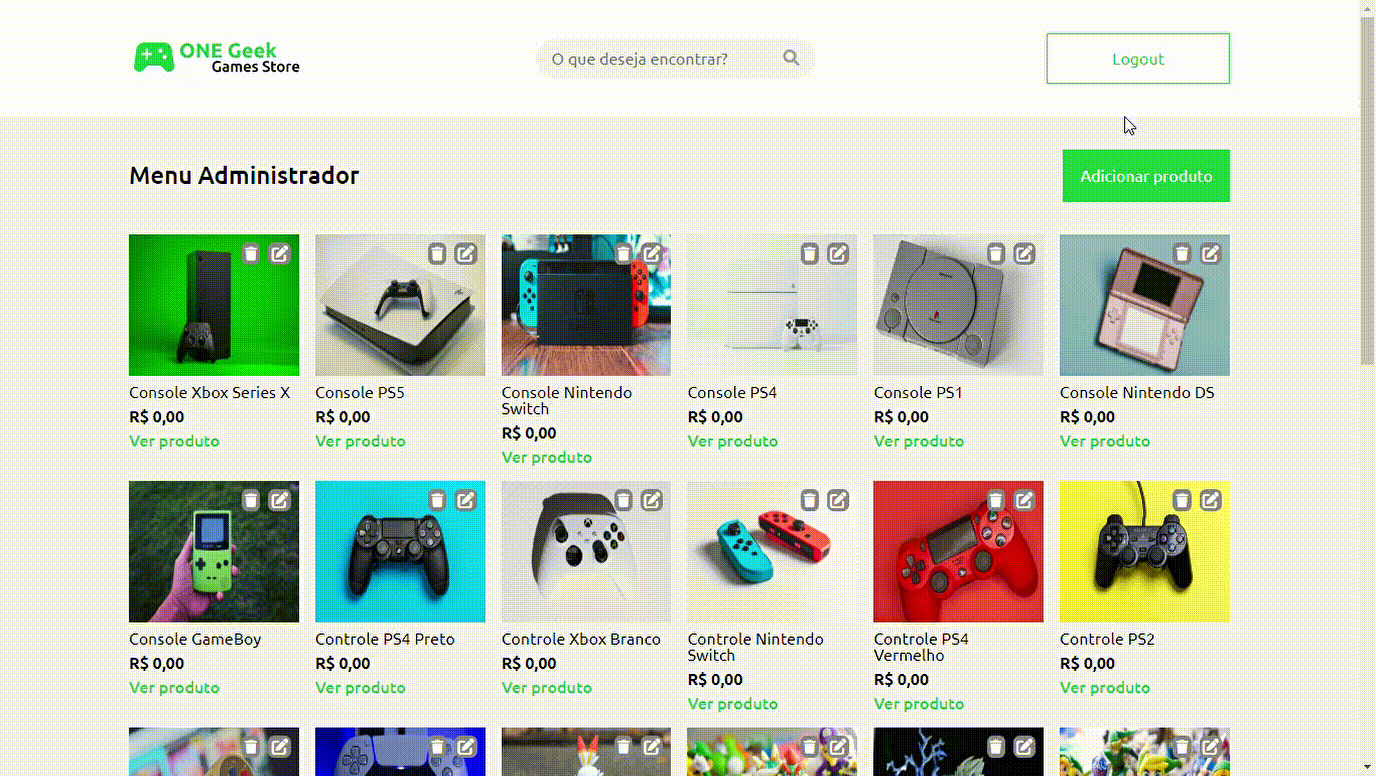 ONE Geek
Games Store
O que deseja encontrar?
Logout
Menu Administrador
Adicionar produto
Console Xbox Series X
R$ 0,00
Ver produto
Console PS5
R$ 0,00
Ver produto
Console Nintendo
Switch
R$ 0,00
Ver produto
Console PS4
R$ 0,00
Ver produto
Console PS1
R$ 0,00
Ver produto
Console Nintendo DS
R$ 0,00
Ver produto
Console GameBoy
R$ 0,00
Ver produto
Controle PS4 Preto
R$ 0,00
Ver produto
Controle Xbox Branco
R$ 0,00
Ver produto
Controle Nintendo
Switch
R$ 0,00
Ver produto
Controle PS4
Vermelho
R$ 0,00
Ver produto
Controle PS2
R$ 0,00
Ver produto